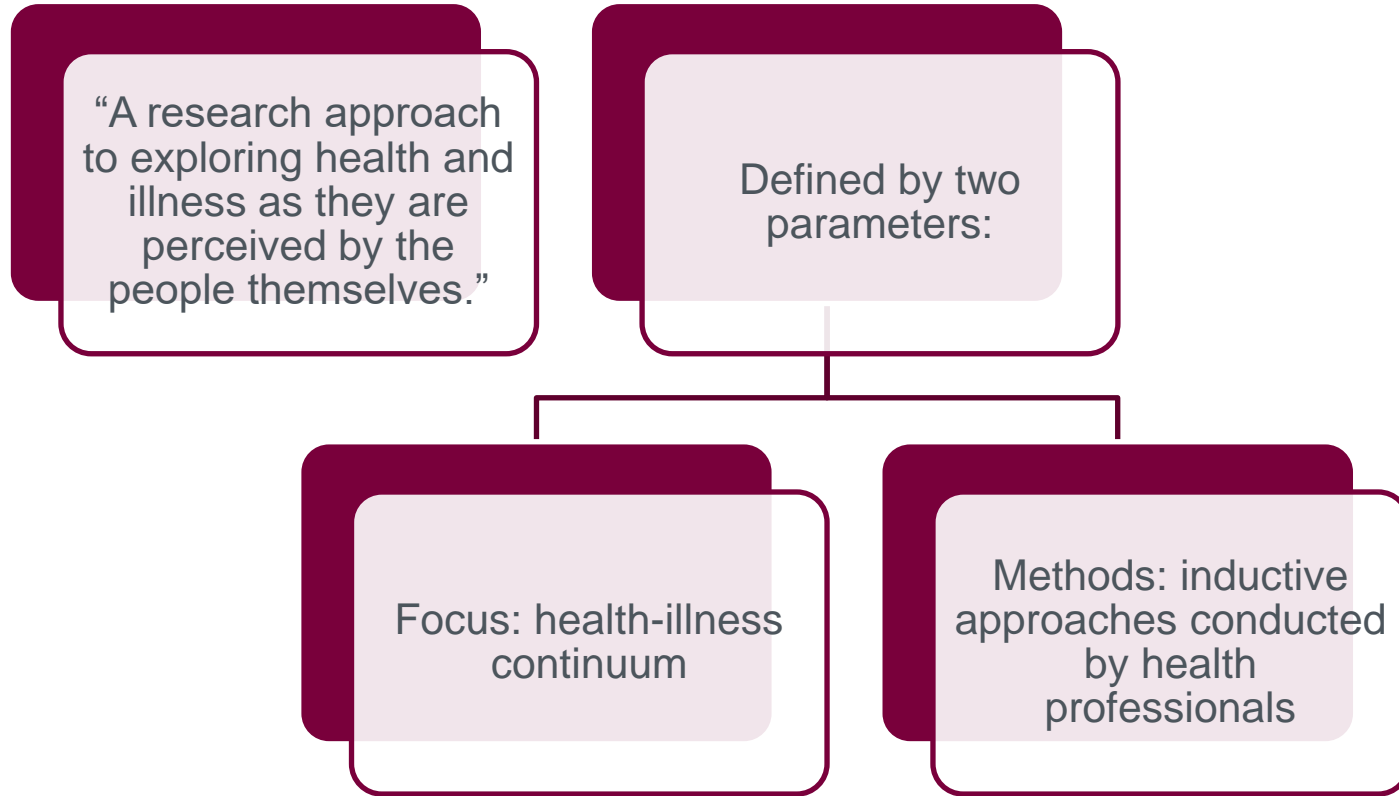 “A research approach
to exploring health and
illness as they are
perceived by the
people themselves.”
Defined by two
parameters:
Focus: health-illness
continuum
Methods: inductive
approaches conducted
by health
professionals